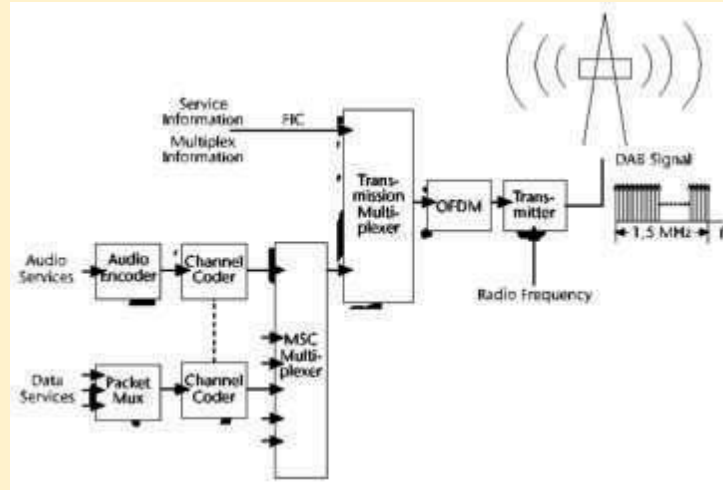 Service
Information
FIC
Multiplex
Information
DAB Signal
Trans-
mission
Multi-
plexer
OFDM
Trans-
mitter
1,5 MHz
f
Radio Frequency
Audio
Services
Audio
Encoder
Channel
Coder
MSC
Multi-
plexer
Data
Services
Packet
Mux
Channel
Coder